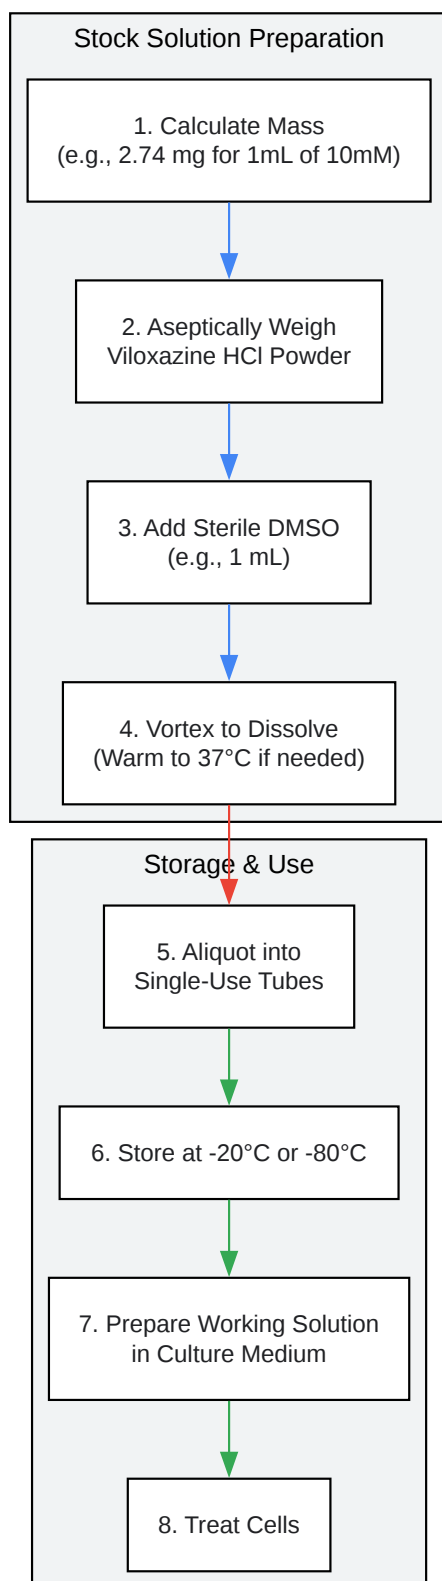 Stock Solution Preparation
1. Calculate Mass
(e.g., 2.74 mg for 1mL of 10mM)
2. Aseptically Weigh
Viloxazine HCl Powder
3. Add Sterile DMSO
(e.g., 1 mL)
4. Vortex to Dissolve
(Warm to 37°C if needed)
Storage & Use
5. Aliquot into
Single-Use Tubes
6. Store at -20°C or -80°C
7. Prepare Working Solution
in Culture Medium
8. Treat Cells